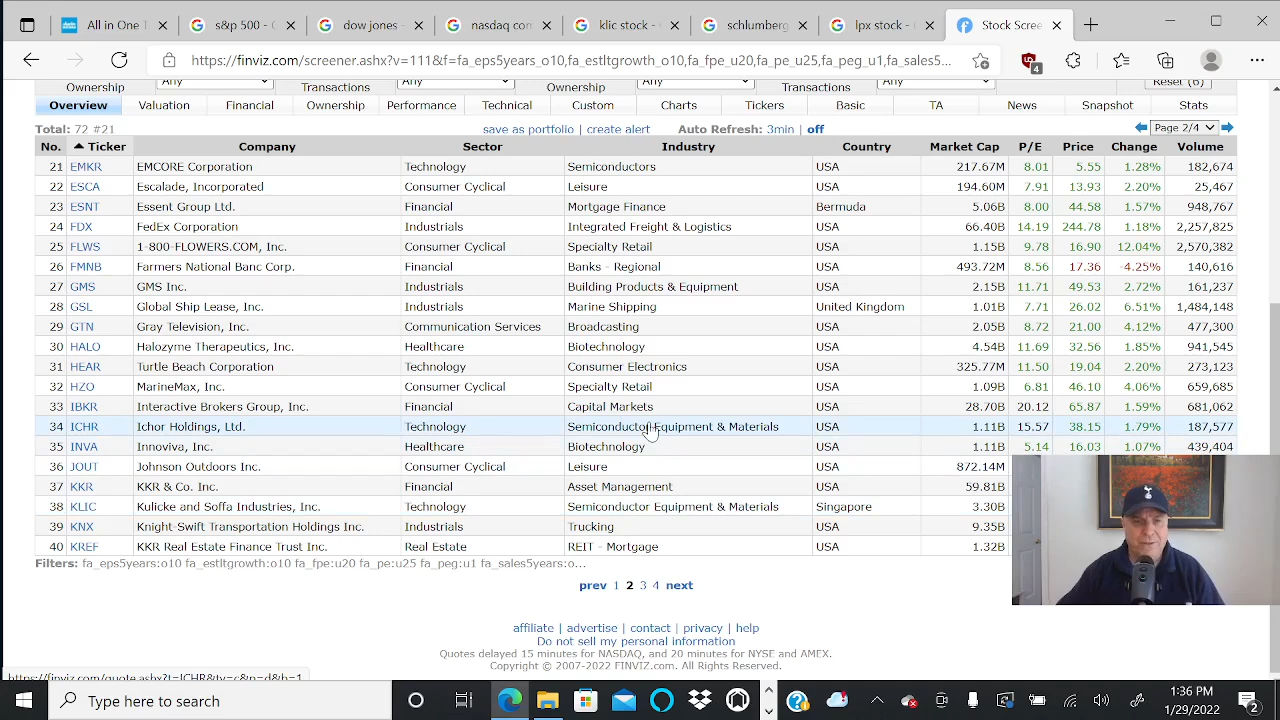 All in One
s&p 500 - G
dow jones -
nasdaq com
klic stock -
schlumberg
lpx stock -
Stock Scree
https://finviz.com/screener.ashx?v=111&f=fa_eps5years_o10,fa_estltgrowth_o10,fa_fpe_u20,fa_pe_u25,fa_peg_u1,fa_sales5...
4
Any Any Any
Ownership Transactions Ownership Transactions Reset (6)
Overview Valuation Financial Ownership Performance Technical Custom Charts Tickers Basic TA News Snapshot Stats
Total: 72 #21 save as portfolio | create alert Auto Refresh: 3min | off Page 2/4
No. Ticker Company Sector Industry Country Market Cap P/E Price Change Volume
21 EMKR EMCORE Corporation Technology Semiconductors USA 217.67M 8.01 5.55 1.28% 182,674
22 ESCA Escalade, Incorporated Consumer Cyclical Leisure USA 194.60M 7.91 13.93 2.20% 25,467
23 ESNT Essent Group Ltd. Financial Mortgage Finance Bermuda 5.06B 8.00 44.58 1.57% 948,767
24 FDX FedEx Corporation Industrials Integrated Freight & Logistics USA 66.40B 14.19 244.78 1.18% 2,257,825
25 FLWS 1-800-FLOWERS.COM, Inc. Consumer Cyclical Specialty Retail USA 1.15B 9.78 16.90 12.04% 2,570,382
26 FMNB Farmers National Banc Corp. Financial Banks - Regional USA 493.72M 8.56 17.36 -4.25% 140,616
27 GMS GMS Inc. Industrials Building Products & Equipment USA 2.15B 11.71 49.53 2.72% 161,237
28 GSL Global Ship Lease, Inc. Industrials Marine Shipping United Kingdom 1.01B 7.71 26.02 6.51% 1,484,148
29 GTN Gray Television, Inc. Communication Services Broadcasting USA 2.05B 8.72 21.00 4.12% 477,300
30 HALO Halozyme Therapeutics, Inc. Healthcare Biotechnology USA 4.54B 11.69 32.56 1.85% 941,545
31 HEAR Turtle Beach Corporation Technology Consumer Electronics USA 325.77M 11.50 19.04 2.20% 273,123
32 HZO MarineMax, Inc. Consumer Cyclical Specialty Retail USA 1.09B 6.81 46.10 4.06% 659,685
33 IBKR Interactive Brokers Group, Inc. Financial Capital Markets USA 28.70B 20.12 65.87 1.59% 681,062
34 ICHR Ichor Holdings, Ltd. Technology Semiconductor Equipment & Materials USA 1.11B 15.57 38.15 1.79% 187,577
35 INVA Innoviva, Inc. Healthcare Biotechnology USA 1.11B 5.14 16.03 1.07% 439,404
36 JOUT Johnson Outdoors Inc. Consumer Cyclical Leisure USA 872.14M
37 KKR KKR & Co. Inc. Financial Asset Management USA 59.81B
38 KLIC Kulicke and Soffa Industries, Inc. Technology Semiconductor Equipment & Materials Singapore 3.30B
39 KNX Knight-Swift Transportation Holdings Inc. Industrials Trucking USA 9.35B
40 KREF KKR Real Estate Finance Trust Inc. Real Estate REIT - Mortgage USA 1.32B
Filters: fa_eps5years:o10 fa_estltgrowth:o10 fa_fpe:u20 fa_pe:u25 fa_peg:u1 fa_sales5years:o...
prev 1 2 3 4 next
affiliate | advertise | contact | privacy | help
Do not sell my personal information
Quotes delayed 15 minutes for NASDAQ, and 20 minutes for NYSE and AMEX.
Copyright © 2007-2022 FINVIZ.com. All Rights Reserved.
https://finviz.com/quote.ashx?t=ICHR&ty=c&p=d&b=1
Type here to search
1:36 PM
1/29/2022
2